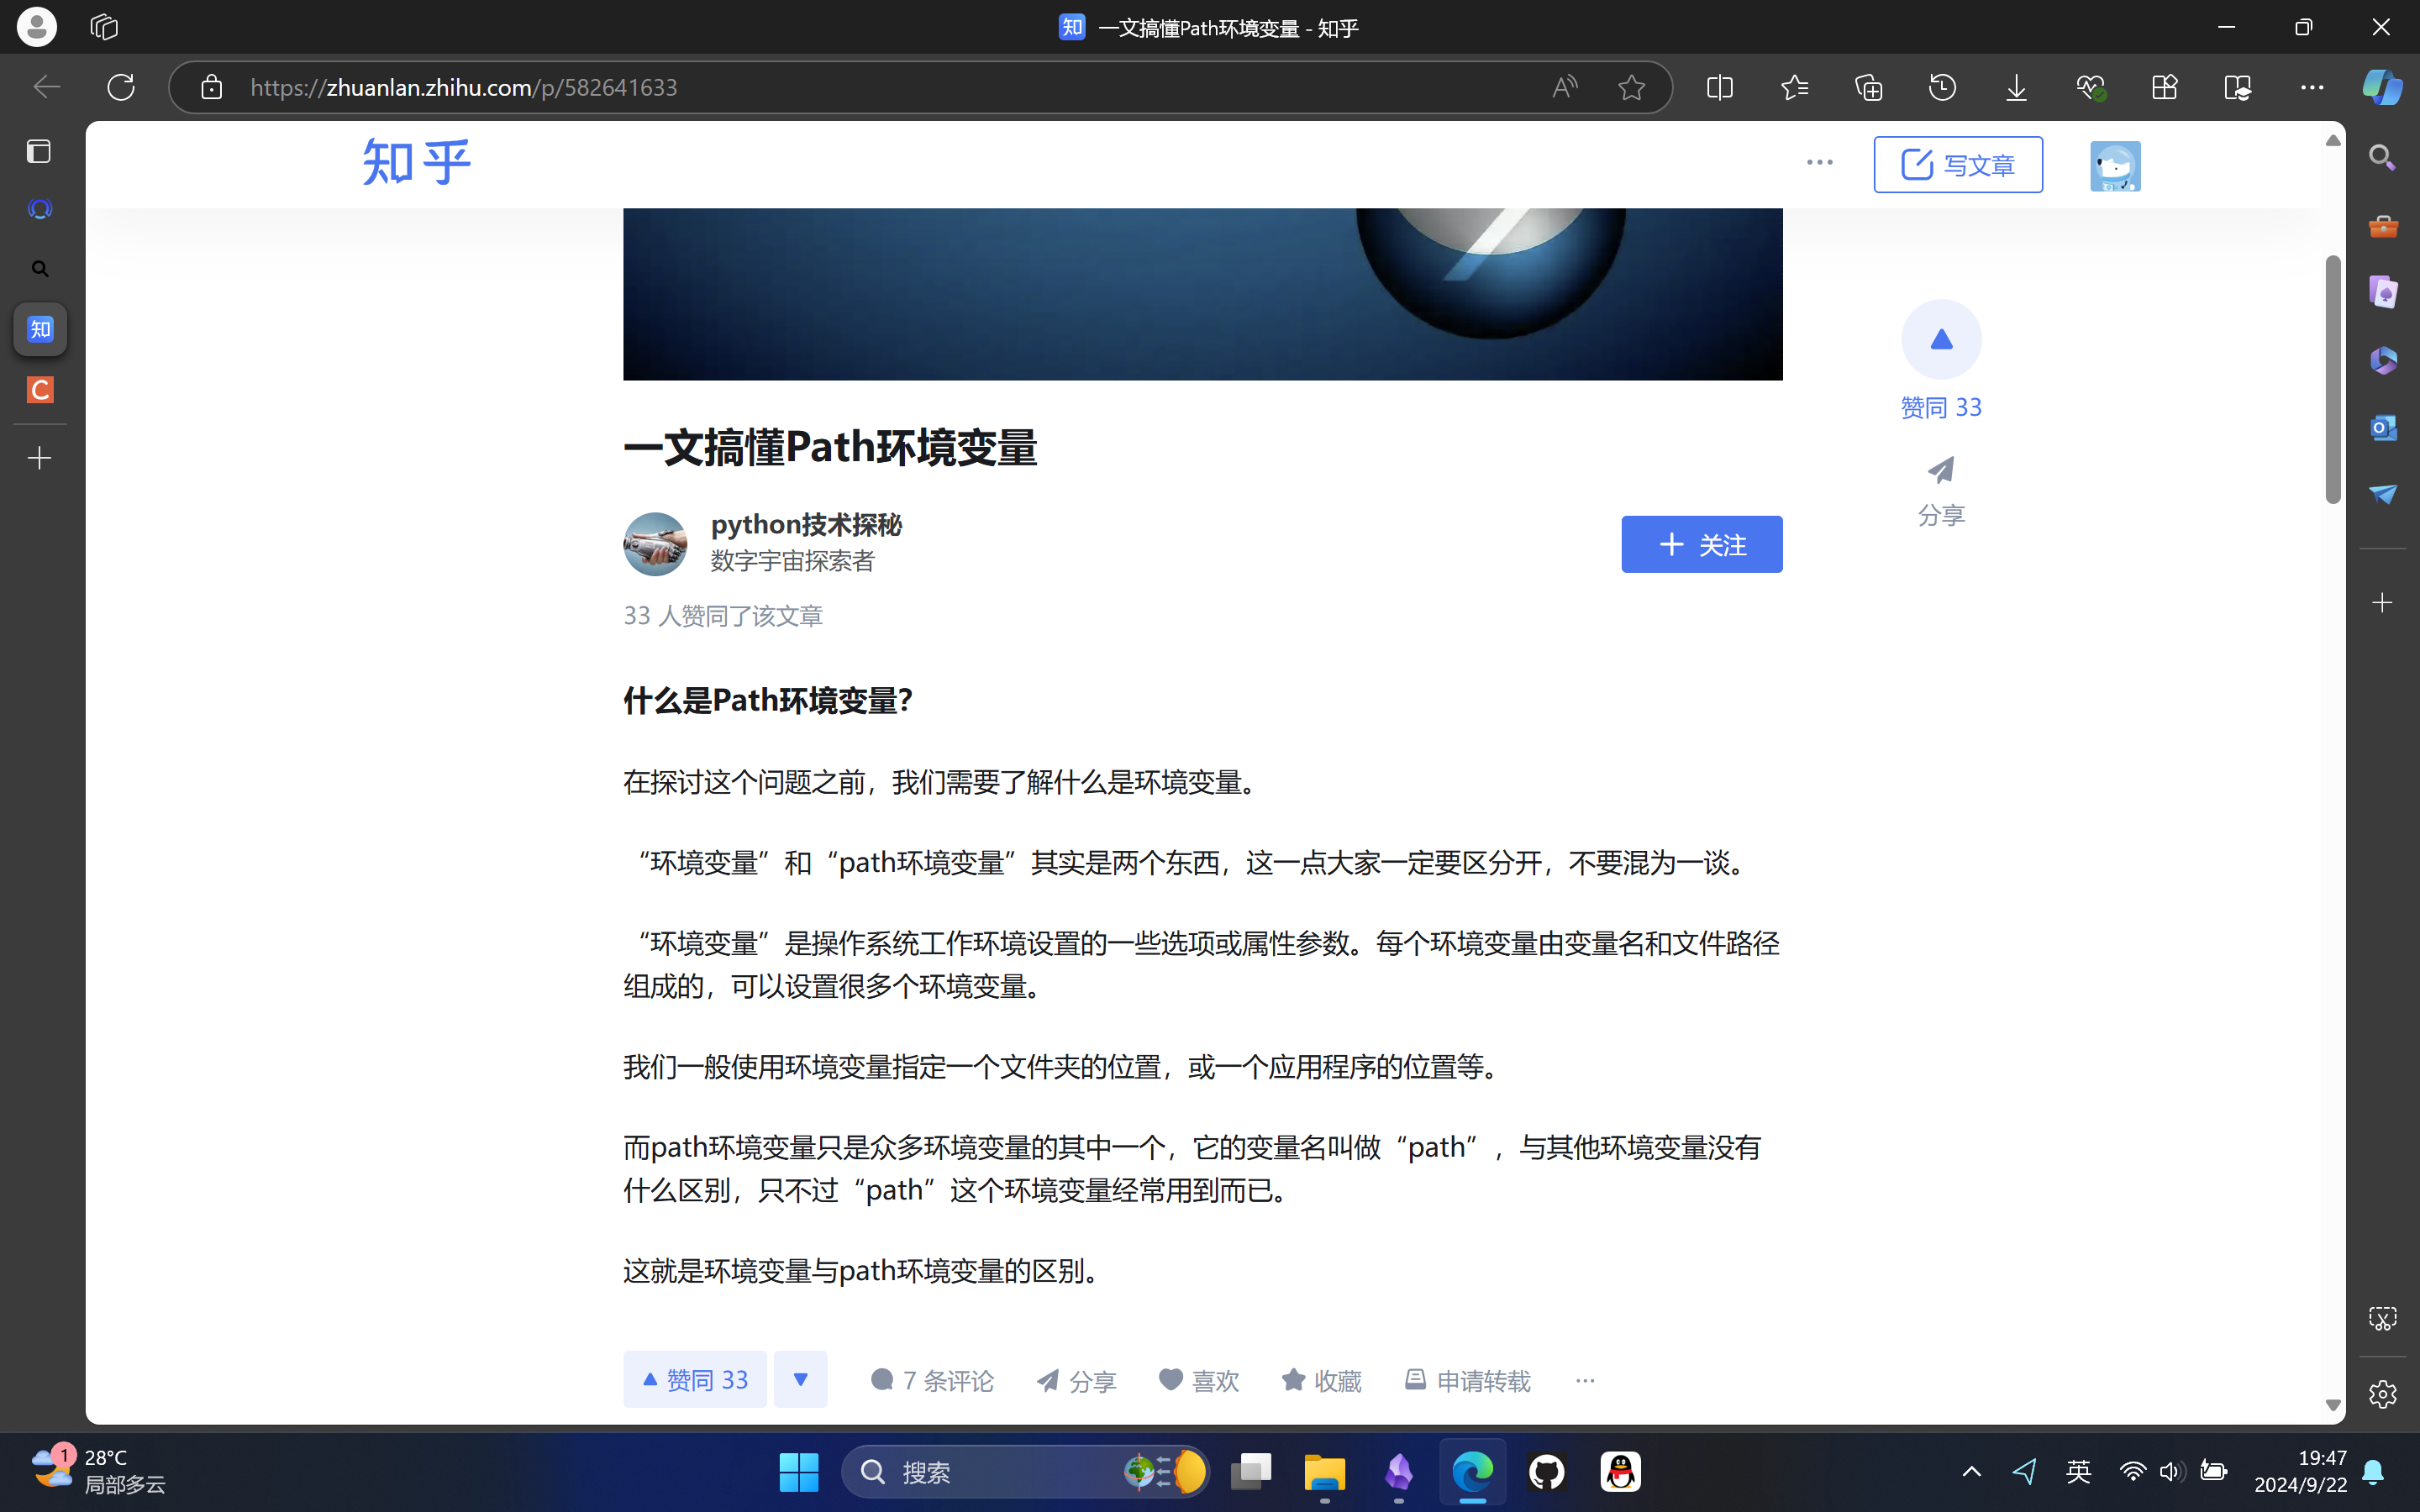 知 一文搞懂Path环境变量 - 知乎
https://zhuanlan.zhihu.com/p/582641633
知乎
写文章
知
C
赞同 33
分享
一文搞懂Path环境变量
python技术探秘
数字宇宙探索者
关注
33 人赞同了该文章
什么是Path环境变量？
在探讨这个问题之前，我们需要了解什么是环境变量。
“环境变量”和“path环境变量”其实是两个东西，这一点大家一定要区分开，不要混为一谈。
“环境变量”是操作系统工作环境设置的一些选项或属性参数。每个环境变量由变量名和文件路径
组成的，可以设置很多个环境变量。
我们一般使用环境变量指定一个文件夹的位置，或一个应用程序的位置等。
而path环境变量只是众多环境变量的其中一个，它的变量名叫做“path”，与其他环境变量没有
什么区别，只不过“path”这个环境变量经常用到而已。
这就是环境变量与path环境变量的区别。
赞同 33
7 条评论
分享
喜欢
收藏
申请转载
1
28°C
局部多云
搜索
英
19:47
2024/9/22